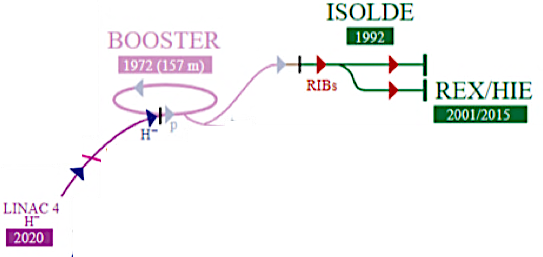 ISOLDE
1992
BOOSTER
1972 (157 m)
RIBs
REX/HIE
2001/2015
H⁻
p
LINAC 4
H⁻
2020